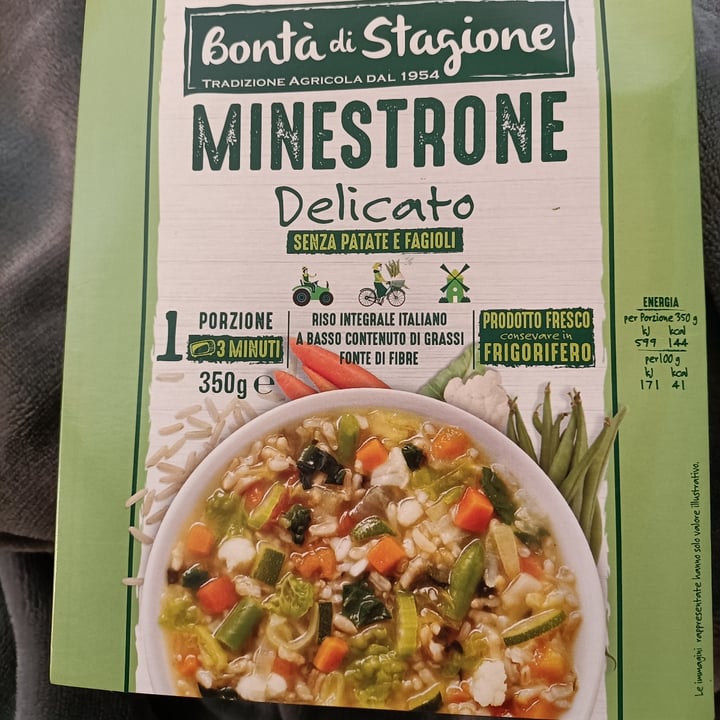 Bontà di Stagione
TRADIZIONE AGRICOLA DAL 1954
MINESTRONE
Delicato
SENZA PATATE E FAGIOLI
1 PORZIONE
3 MINUTI
350g e
RISO INTEGRALE ITALIANO
A BASSO CONTENUTO DI GRASSI
FONTE DI FIBRE
PRODOTTO FRESCO
conservare in
FRIGORIFERO
ENERGIA
per Porzione 350 g
kJ kcal
599 144
per 100 g
kJ kcal
171 41
Le immagini rappresentate hanno solo valore illustrativo.